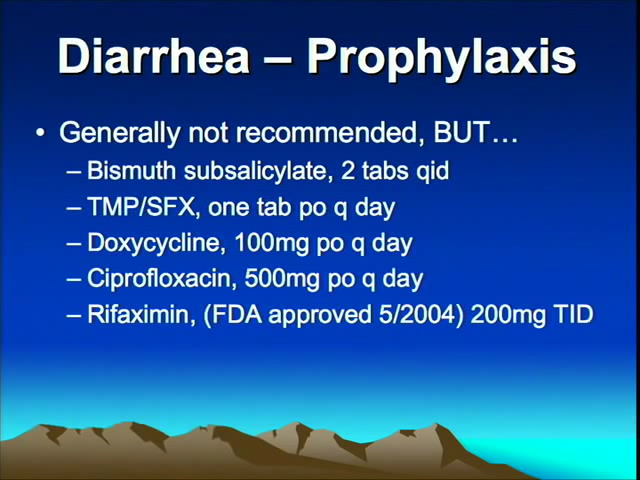 Diarrhea – Prophylaxis
• Generally not recommended, BUT…
– Bismuth subsalicylate, 2 tabs qid
– TMP/SFX, one tab po q day
– Doxycycline, 100mg po q day
– Ciprofloxacin, 500mg po q day
– Rifaximin, (FDA approved 5/2004) 200mg TID